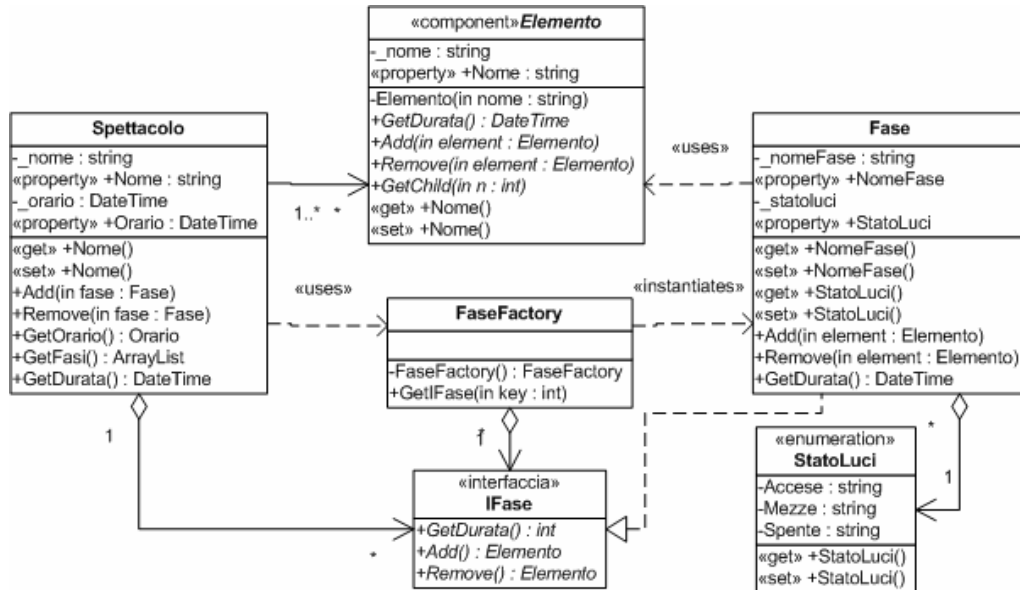 «component»Elemento
-_nome : string
«property» +Nome : string
-Elemento(in nome : string)
+GetDurata() : DateTime
+Add(in element : Elemento)
+Remove(in element : Elemento)
+GetChild(in n : int)
«get» +Nome()
«set» +Nome()
Spettacolo
-_nome : string
«property» +Nome : string
-_orario : DateTime
«property» +Orario : DateTime
«get» +Nome()
«set» +Nome()
+Add(in fase : Fase)
+Remove(in fase : Fase)
+GetOrario() : Orario
+GetFasi() : ArrayList
+GetDurata() : DateTime
1..* *
«uses»
Fase
-_nomeFase : string
«property» +NomeFase
-_statoluci
«property» +StatoLuci
«get» +NomeFase()
«set» +NomeFase()
«get» +StatoLuci()
«set» +StatoLuci()
+Add(in element : Elemento)
+Remove(in element : Elemento)
+GetDurata() : DateTime
«uses»
«instantiates»
FaseFactory
-FaseFactory() : FaseFactory
+GetIFase(in key : int)
1
*
1
*
«interfaccia»
IFase
+GetDurata() : int
+Add() : Elemento
+Remove() : Elemento
*
1
«enumeration»
StatoLuci
-Accese : string
-Mezze : string
-Spente : string
«get» +StatoLuci()
«set» +StatoLuci()